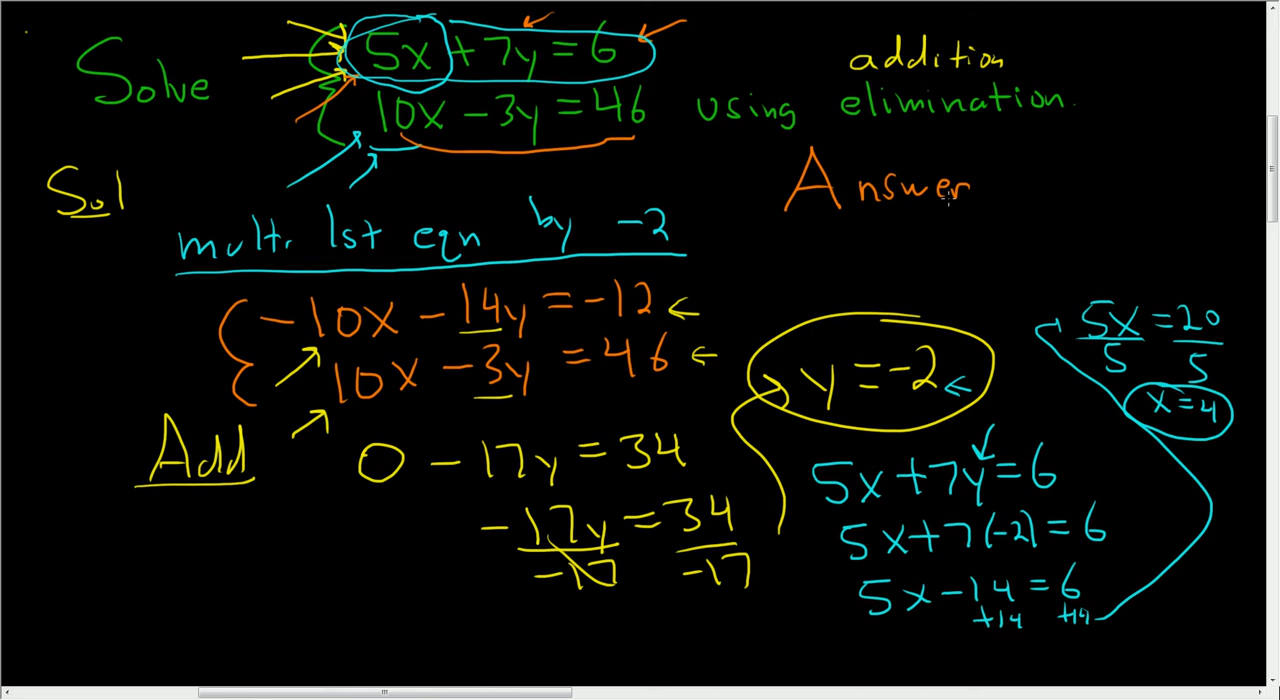 Solve 5x + 7y = 6
10x - 3y = 46 using elimination
addition
Answer
Sol
mult. 1st eqn by -2
-10x - 14y = -12
10x - 3y = 46
Add 0 - 17y = 34
-17y = 34
-17 -17
y = -2
5x + 7y = 6
5x + 7(-2) = 6
5x - 14 = 6
+14 +14
5x = 20
5 5
x = 4